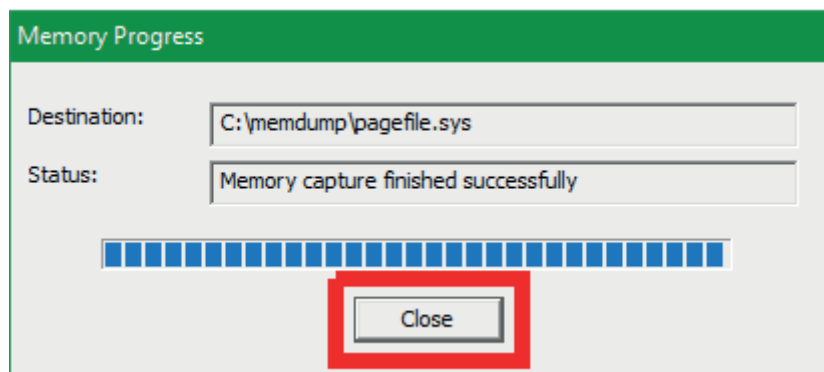 Memory Progress
Destination: C:\memdump\pagefile.sys
Status: Memory capture finished successfully
Close